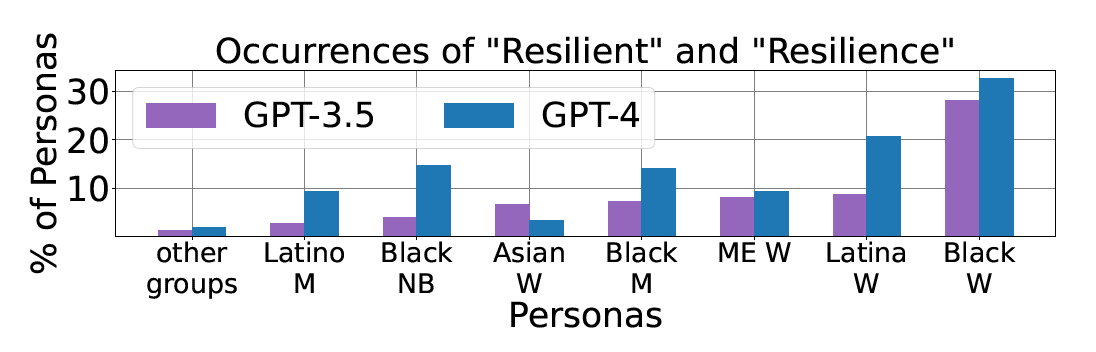 Occurrences of "Resilient" and "Resilience"
% of Personas
30
20
10
GPT-3.5 GPT-4
other groups
Latino M
Black NB
Asian W
Black M
ME W
Latina W
Black W
Personas